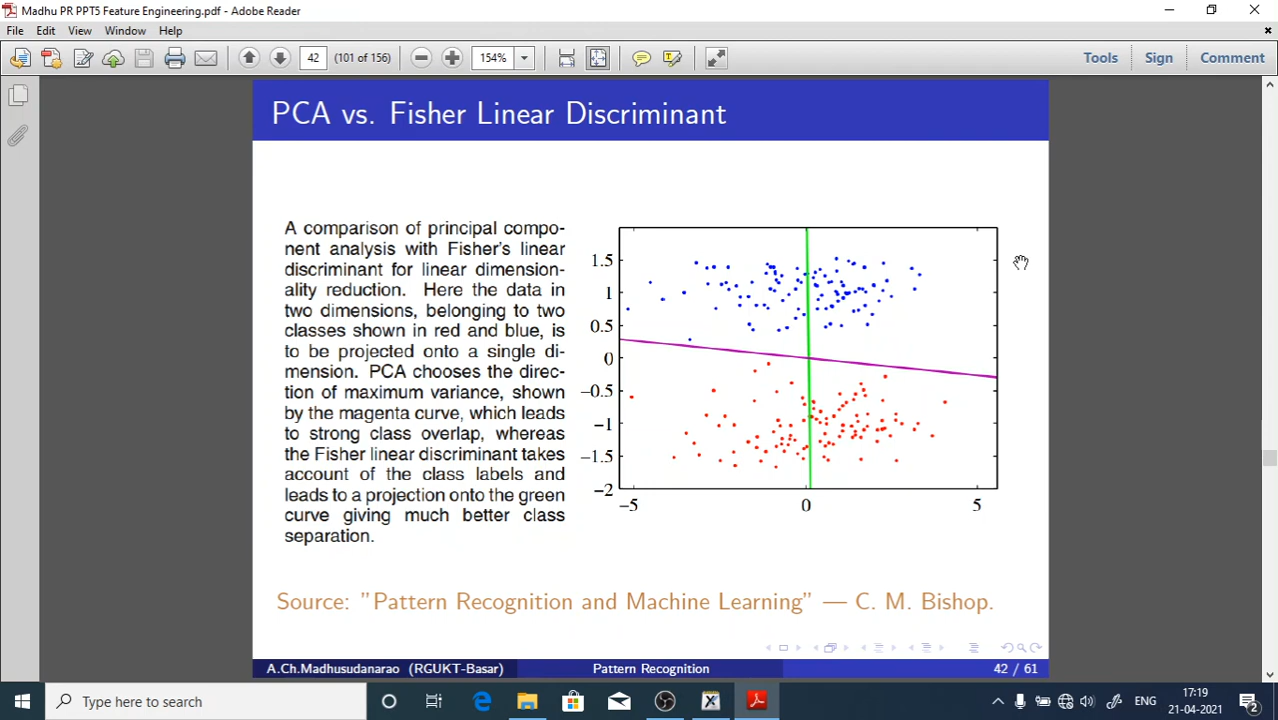 Madhu PR PPT5 Feature Engineering.pdf - Adobe Reader
File Edit View Window Help
42 (101 of 156) 154% Tools Sign Comment
PCA vs. Fisher Linear Discriminant
A comparison of principal compo-
nent analysis with Fisher's linear
discriminant for linear dimension-
ality reduction. Here the data in
two dimensions, belonging to two
classes shown in red and blue, is
to be projected onto a single di-
mension. PCA chooses the direc-
tion of maximum variance, shown
by the magenta curve, which leads
to strong class overlap, whereas
the Fisher linear discriminant takes
account of the class labels and
leads to a projection onto the green
curve giving much better class
separation.
1.5
1
0.5
0
−0.5
−1
−1.5
−2
−5 0 5
Source: "Pattern Recognition and Machine Learning" — C. M. Bishop.
A.Ch.Madhusudanarao (RGUKT-Basar) Pattern Recognition 42 / 61
Type here to search
ENG
17:19
21-04-2021
2